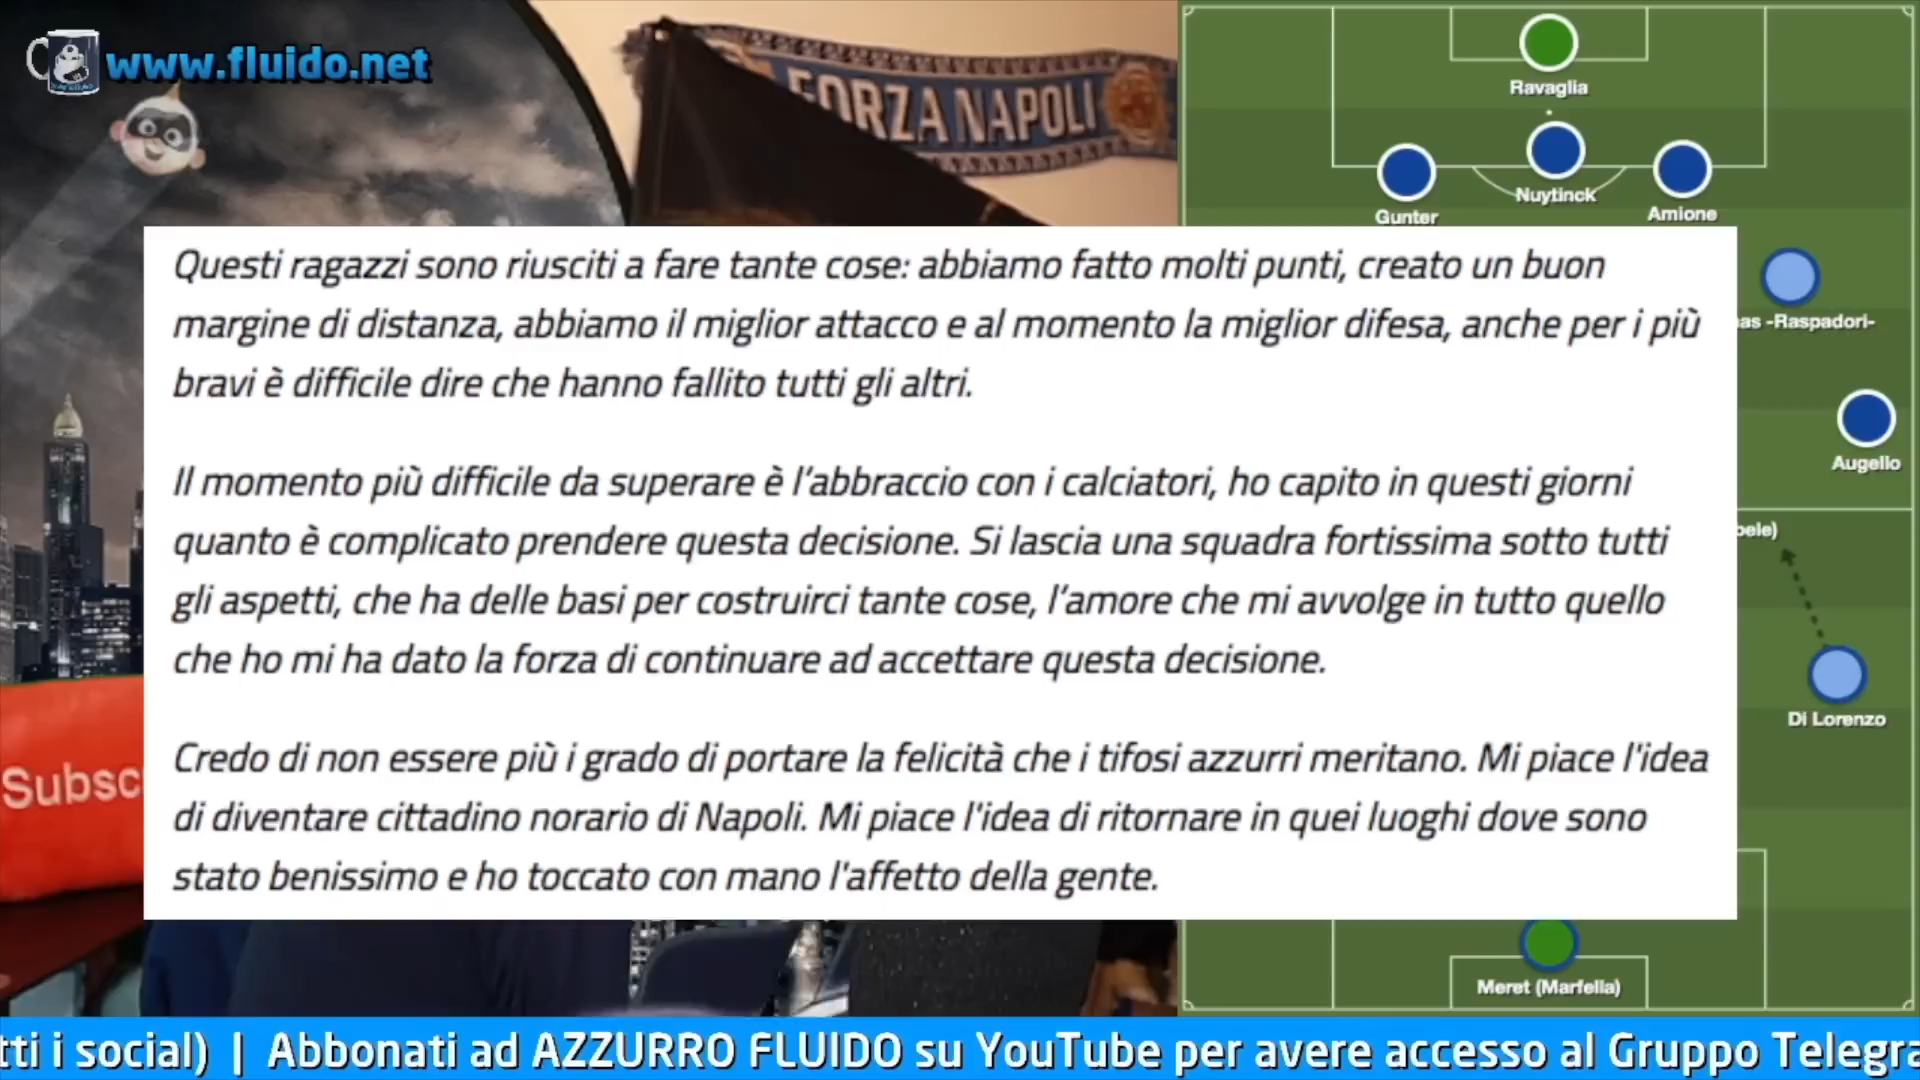 www.fluido.net
FORZA NAPOLI
Ravaglia
Nuytinck
Gunter
Amione
Questi ragazzi sono riusciti a fare tante cose: abbiamo fatto molti punti, creato un buon
margine di distanza, abbiamo il miglior attacco e al momento la miglior difesa, anche per i più
bravi è difficile dire che hanno fallito tutti gli altri.
Il momento più difficile da superare è l'abbraccio con i calciatori, ho capito in questi giorni
quanto è complicato prendere questa decisione. Si lascia una squadra fortissima sotto tutti
gli aspetti, che ha delle basi per costruirci tante cose, l'amore che mi avvolge in tutto quello
che ho mi ha dato la forza di continuare ad accettare questa decisione.
Credo di non essere più i grado di portare la felicità che i tifosi azzurri meritano. Mi piace l'idea
di diventare cittadino norario di Napoli. Mi piace l'idea di ritornare in quei luoghi dove sono
stato benissimo e ho toccato con mano l'affetto della gente.
-Raspadori-
Augello
Di Lorenzo
Subsc
Meret (Marfella)
tti i social) | Abbonati ad AZZURRO FLUIDO su YouTube per avere accesso al Gruppo Telegra